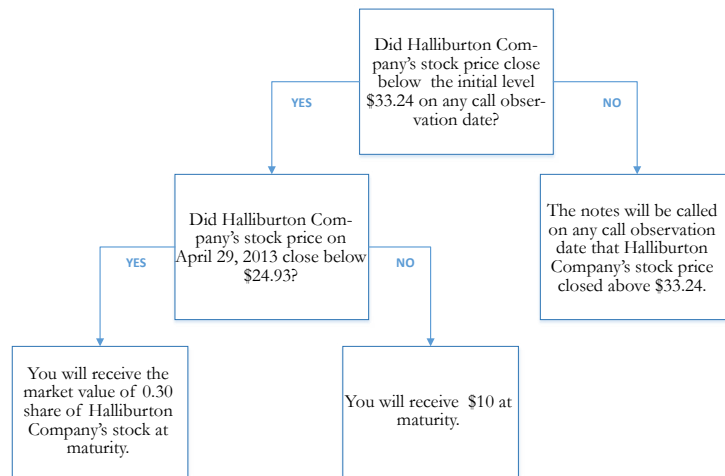 Did Halliburton Com-
pany's stock price close
below the initial level
$33.24 on any call obser-
vation date?
YES
NO
Did Halliburton Com-
pany's stock price on
April 29, 2013 close below
$24.93?
The notes will be called
on any call observation
date that Halliburton
Company's stock price
closed above $33.24.
YES
NO
You will receive the
market value of 0.30
share of Halliburton
Company's stock at
maturity.
You will receive $10 at
maturity.